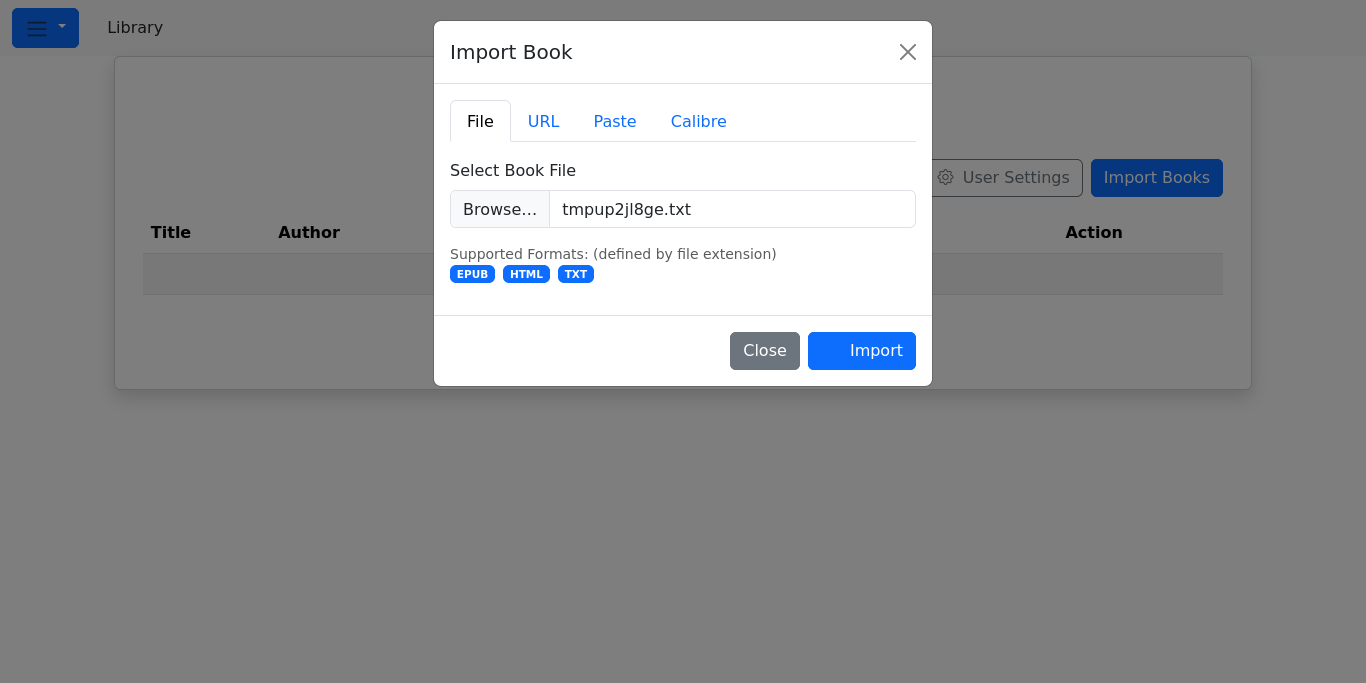 Library
Import Book
File URL Paste Calibre
Select Book File
Browse... tmpup2jl8ge.txt
Supported Formats: (defined by file extension)
EPUB HTML TXT
Close Import
User Settings Import Books
Title Author Action